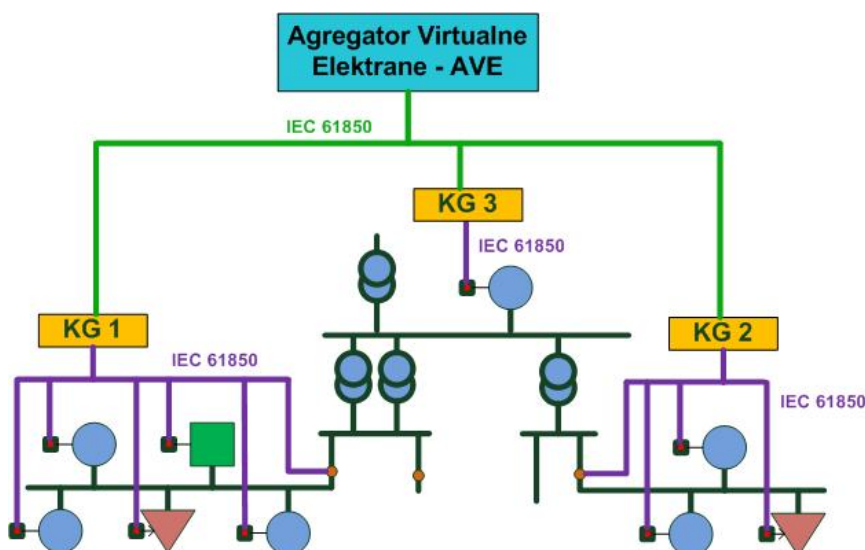 Agregator Virtualne
Elektrane - AVE
IEC 61850
KG 3
IEC 61850
KG 1
KG 2
IEC 61850
IEC 61850